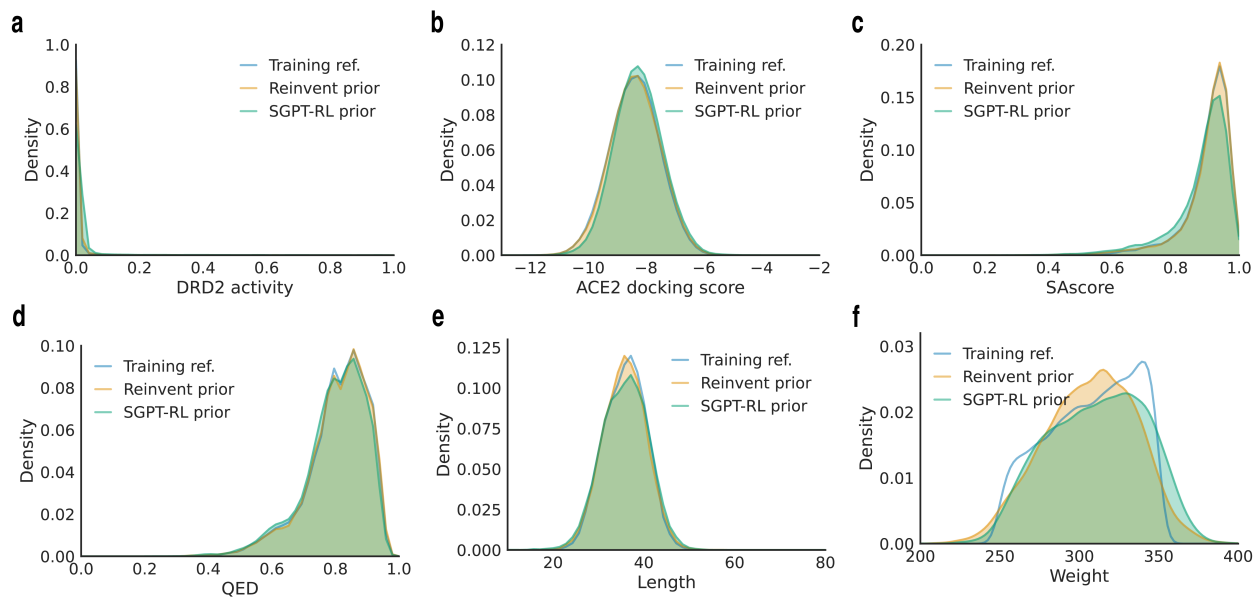 a
1.0
0.8
0.6
0.4
0.2
0.0
Density
Training ref.
Reinvent prior
SGPT-RL prior
0.0 0.2 0.4 0.6 0.8 1.0
DRD2 activity
b
0.12
0.10
0.08
0.06
0.04
0.02
0.00
Density
Training ref.
Reinvent prior
SGPT-RL prior
−12 −10 −8 −6 −4 −2
ACE2 docking score
c
0.20
0.15
0.10
0.05
0.00
Density
Training ref.
Reinvent prior
SGPT-RL prior
0.0 0.2 0.4 0.6 0.8 1.0
SAscore
d
0.10
0.08
0.06
0.04
0.02
0.00
Density
Training ref.
Reinvent prior
SGPT-RL prior
0.0 0.2 0.4 0.6 0.8 1.0
QED
e
0.125
0.100
0.075
0.050
0.025
0.000
Density
Training ref.
Reinvent prior
SGPT-RL prior
20 40 60 80
Length
f
0.03
0.02
0.01
0.00
Density
Training ref.
Reinvent prior
SGPT-RL prior
200 250 300 350 400
Weight